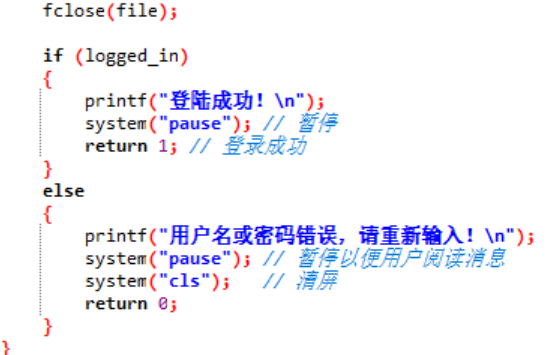 fclose(file);
if (logged_in)
{
printf("登陆成功！\n");
system("pause"); // 暂停
return 1; // 登录成功
}
else
{
printf("用户名或密码错误，请重新输入！\n");
system("pause"); // 暂停以便用户阅读消息
system("cls"); // 清屏
return 0;
}
}